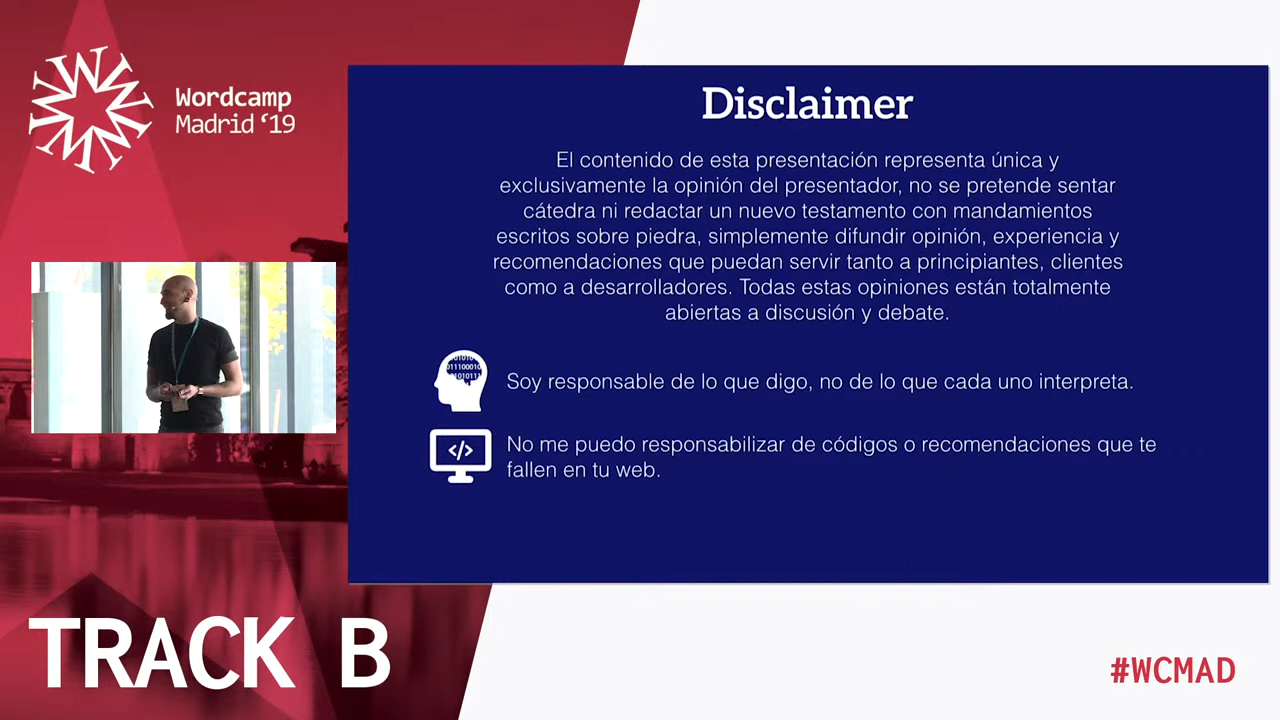 Wordcamp
Madrid ‘19
Disclaimer
El contenido de esta presentación representa única y
exclusivamente la opinión del presentador, no se pretende sentar
cátedra ni redactar un nuevo testamento con mandamientos
escritos sobre piedra, simplemente difundir opinión, experiencia y
recomendaciones que puedan servir tanto a principiantes, clientes
como a desarrolladores. Todas estas opiniones están totalmente
abiertas a discusión y debate.
Soy responsable de lo que digo, no de lo que cada uno interpreta.
</>
No me puedo responsabilizar de códigos o recomendaciones que te
fallen en tu web.
TRACK B
#WCMAD